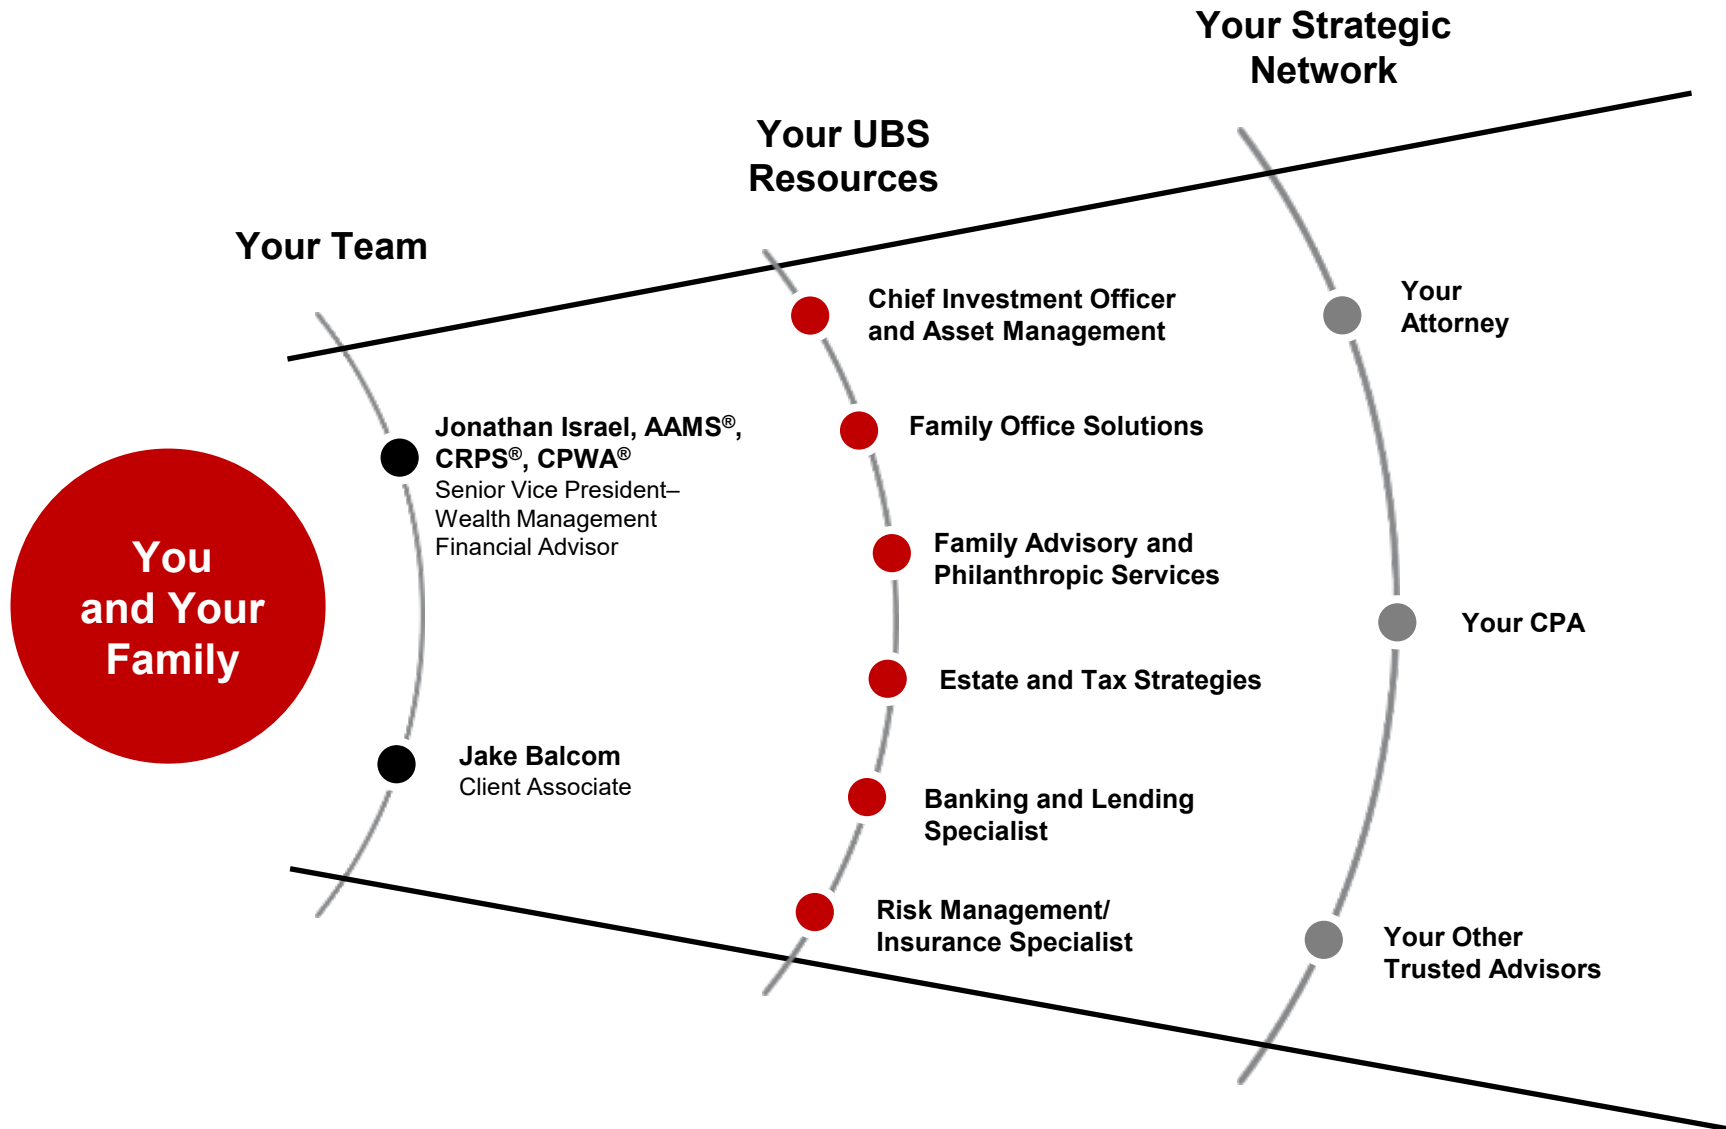 Your Strategic
Network
Your UBS
Resources
Your Team
You
and Your
Family
Jonathan Israel, AAMS®,
CRPS®, CPWA®
Senior Vice President–
Wealth Management
Financial Advisor
Jake Balcom
Client Associate
Chief Investment Officer
and Asset Management
Family Office Solutions
Family Advisory and
Philanthropic Services
Estate and Tax Strategies
Banking and Lending
Specialist
Risk Management/
Insurance Specialist
Your
Attorney
Your CPA
Your Other
Trusted Advisors